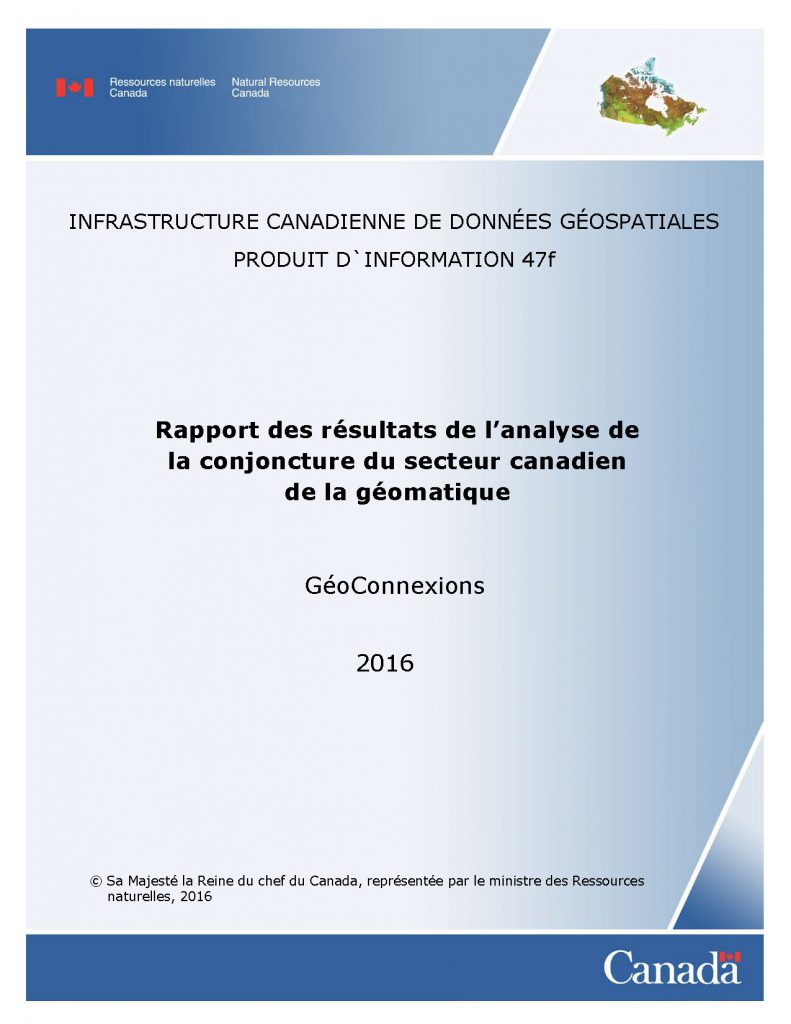 Ressources naturelles Canada
Natural Resources Canada
INFRASTRUCTURE CANADIENNE DE DONNÉES GÉOSPATIALES
PRODUIT D`INFORMATION 47f
Rapport des résultats de l’analyse de
la conjoncture du secteur canadien
de la géomatique
GéoConnexions
2016
© Sa Majesté la Reine du chef du Canada, représentée par le ministre des Ressources
naturelles, 2016
Canada